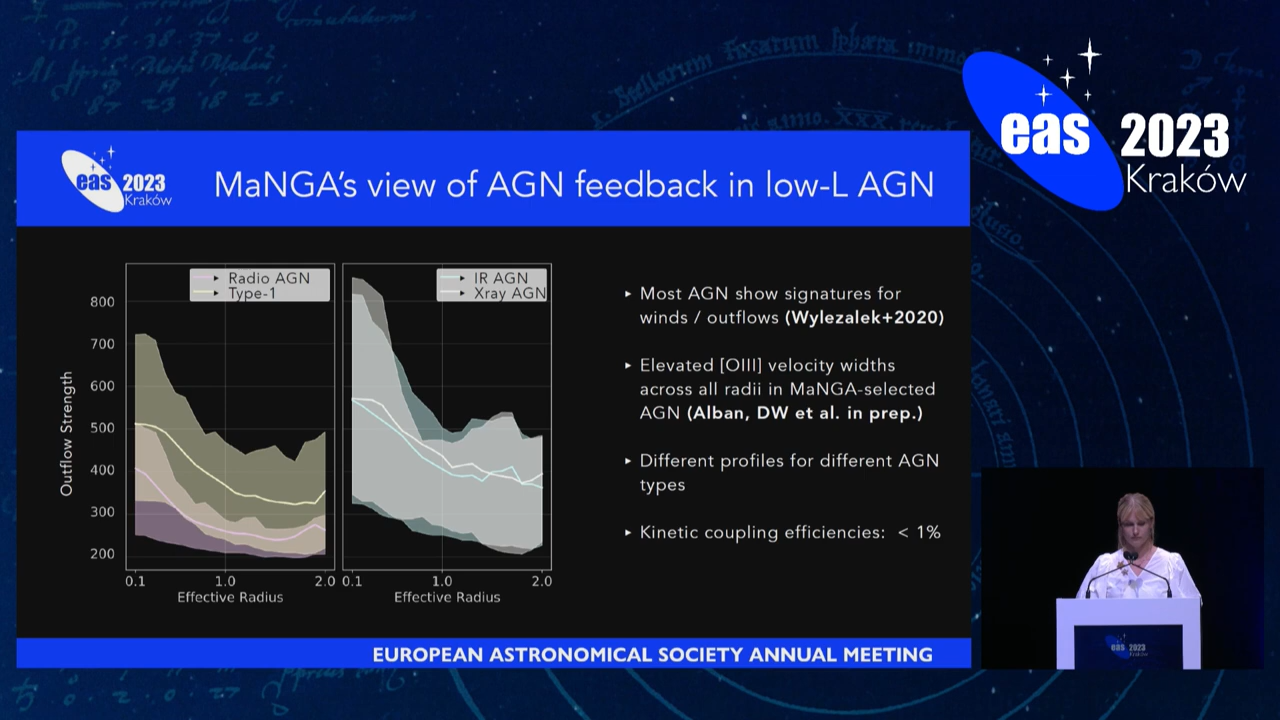 eas 2023
Kraków
eas 2023
Kraków
MaNGA's view of AGN feedback in low-L AGN
Radio AGN
Type-1
IR AGN
Xray AGN
Outflow Strength
800
700
600
500
400
300
200
0.1 1.0 2.0
0.1 1.0 2.0
Effective Radius
Effective Radius
▸ Most AGN show signatures for
winds / outflows (Wylezalek+2020)
▸ Elevated [OIII] velocity widths
across all radii in MaNGA-selected
AGN (Alban, DW et al. in prep.)
▸ Different profiles for different AGN
types
▸ Kinetic coupling efficiencies: < 1%
EUROPEAN ASTRONOMICAL SOCIETY ANNUAL MEETING
eas 2023